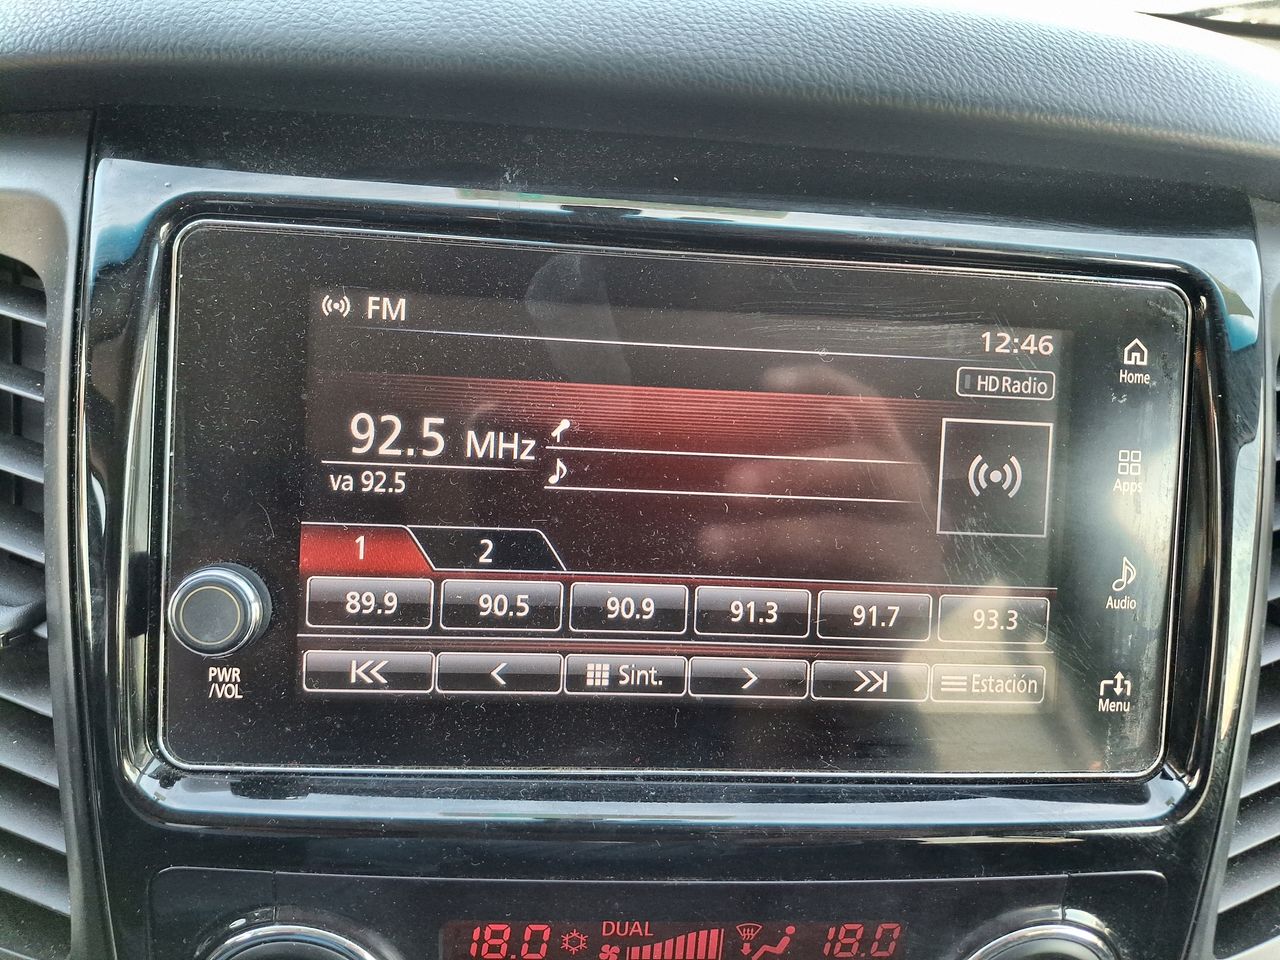 FM
12:46
HD Radio
92.5 MHz
va 92.5
1 2
89.9 90.5 90.9 91.3 91.7 93.3
Sint. Estación
Home
Apps
Audio
Menu
PWR
/VOL
DUAL
18.0 18.0